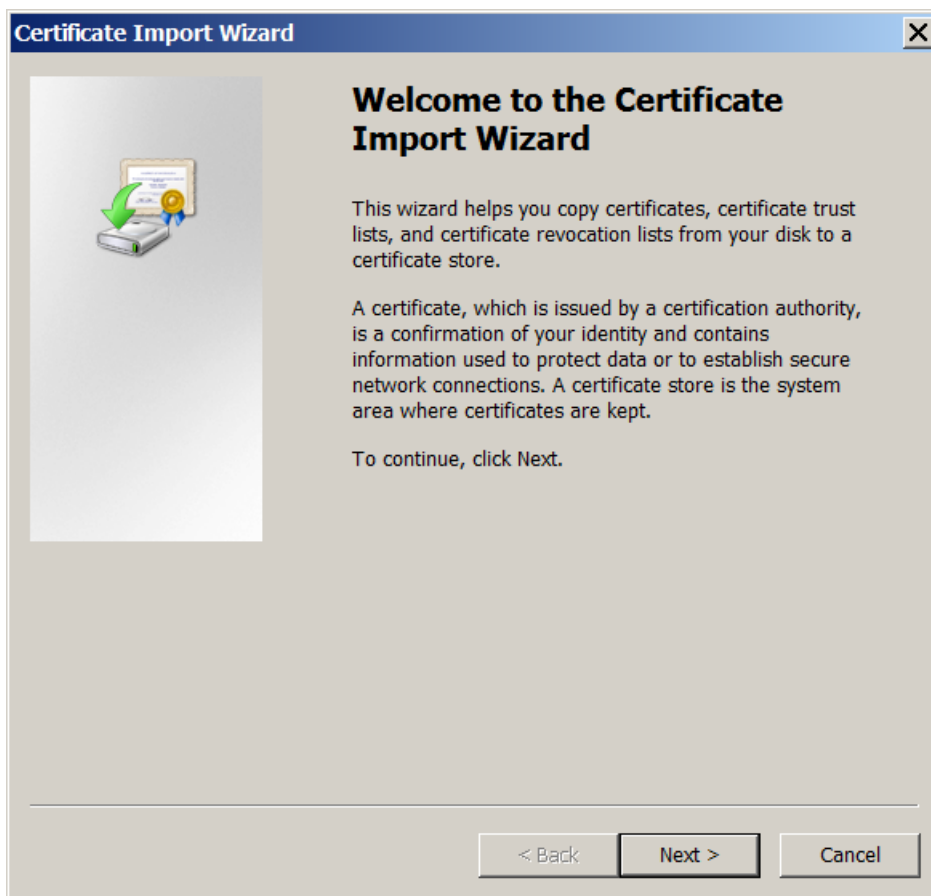 Certificate Import Wizard
Welcome to the Certificate
Import Wizard
This wizard helps you copy certificates, certificate trust
lists, and certificate revocation lists from your disk to a
certificate store.
A certificate, which is issued by a certification authority,
is a confirmation of your identity and contains
information used to protect data or to establish secure
network connections. A certificate store is the system
area where certificates are kept.
To continue, click Next.
< Back
Next >
Cancel